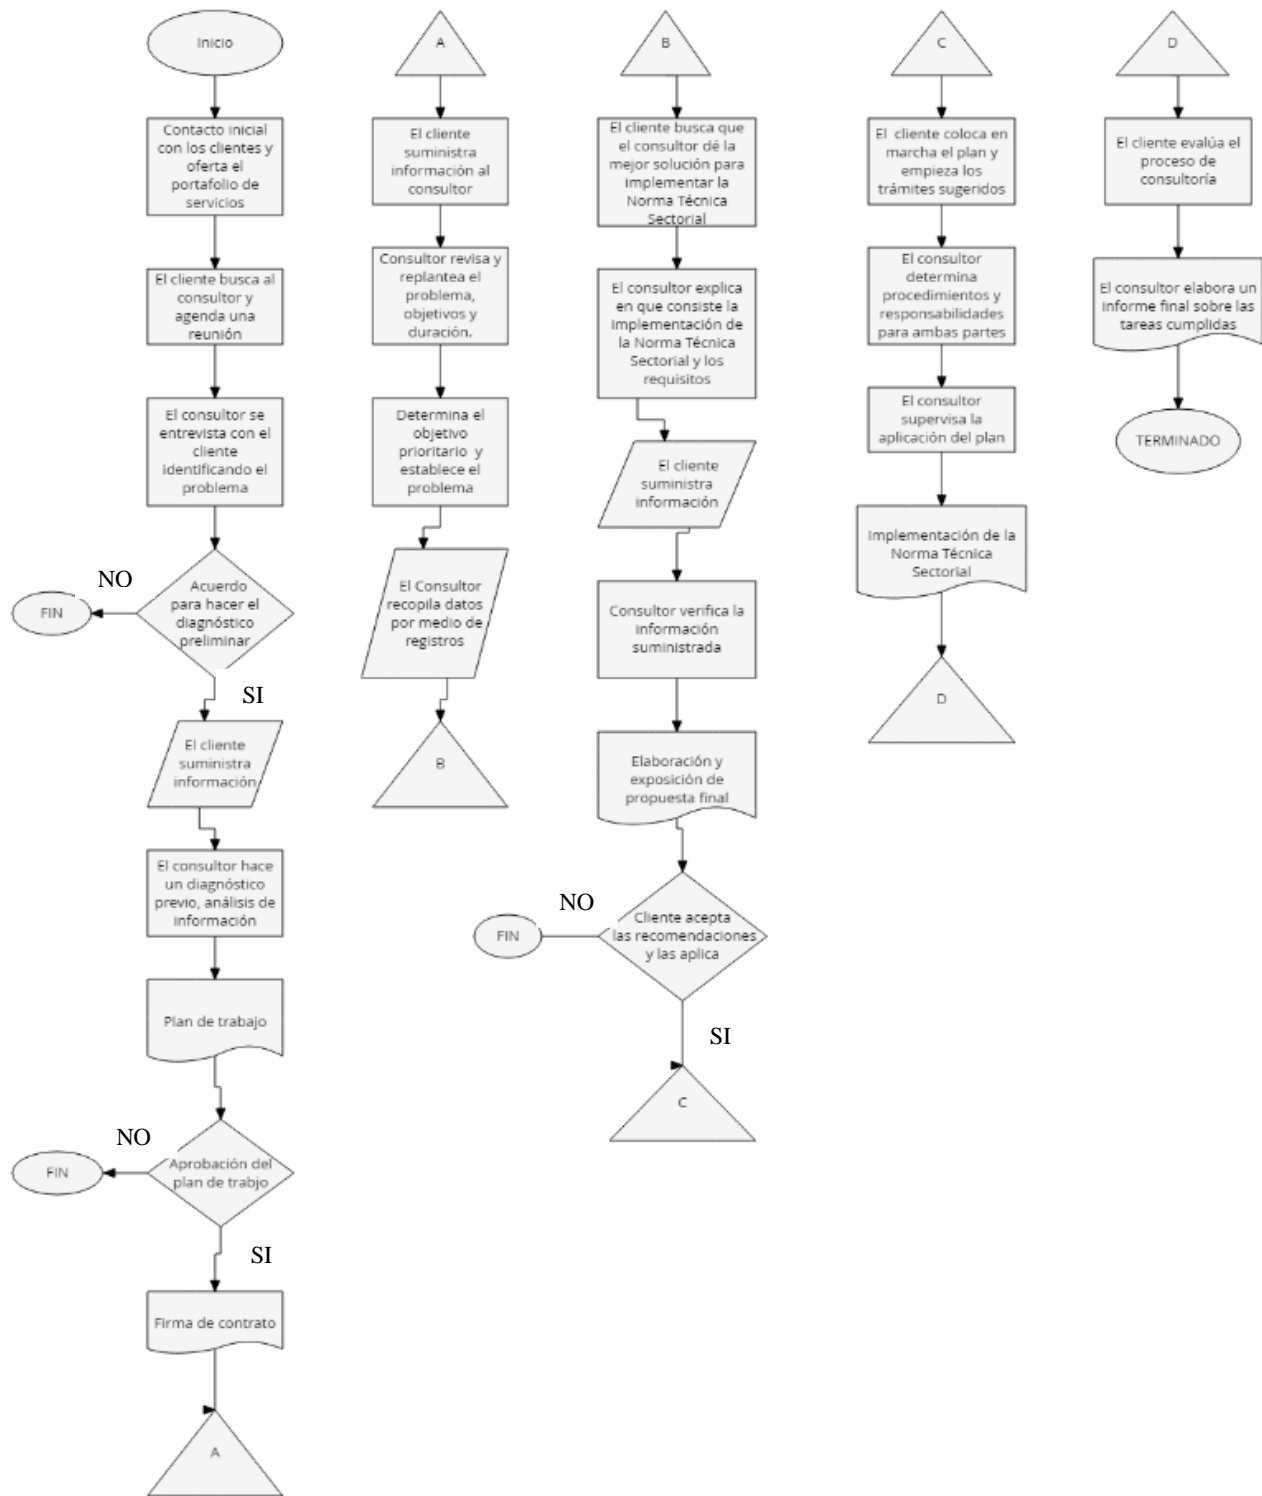 Inicio
Contacto inicial
con los clientes y
oferta el
portafolio de
servicios
El cliente busca al
consultor y
agenda una
reunión
El consultor se
entrevista con el
cliente
identificando el
problema
Acuerdo
para hacer el
diagnóstico
preliminar
NO
FIN
SI
El cliente
suministra
información
El consultor hace
un diagnóstico
previo, análisis de
información
Plan de trabajo
Aprobación del
plan de trabjo
NO
FIN
SI
Firma de contrato
A
A
El cliente
suministra
información al
consultor
Consultor revisa y
replantea el
problema,
objetivos y
duración.
Determina el
objetivo
prioritario y
establece el
problema
El Consultor
recopila datos
por medio de
registros
B
B
El cliente busca que
el consultor dé la
mejor solución para
implementar la
Norma Técnica
Sectorial
El consultor explica
en que consiste la
implementación de
la Norma Técnica
Sectorial y los
requisitos
El cliente
suministra
información
Consultor verifica la
información
suministrada
Elaboración y
exposición de
propuesta final
Cliente acepta
las recomendaciones
y las aplica
NO
FIN
SI
C
C
El cliente coloca en
marcha el plan y
empieza los
trámites sugeridos
El consultor
determina
procedimientos y
responsabilidades
para ambas partes
El consultor
supervisa la
aplicación del plan
Implementación de la
Norma Técnica
Sectorial
D
D
El cliente evalúa el
proceso de
consultoría
El consultor elabora un
informe final sobre las
tareas cumplidas
TERMINADO